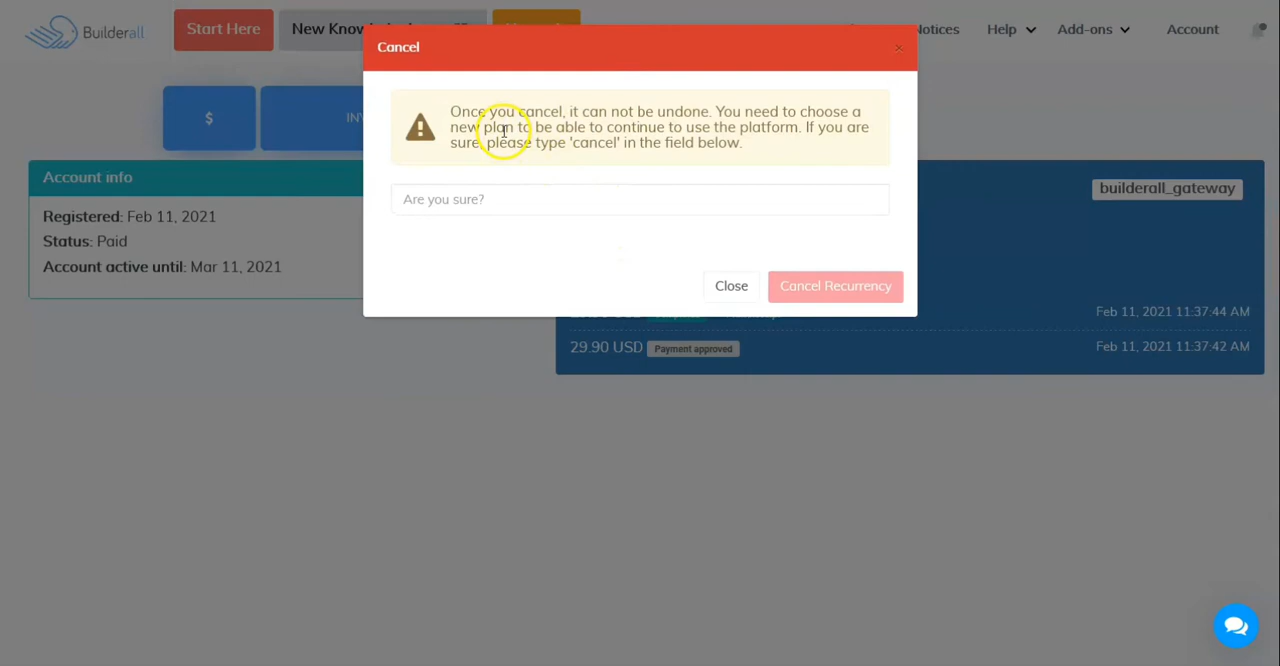 Builderall
Start Here
New Know
Notices
Help
Add-ons
Account
Cancel
×
Once you cancel, it can not be undone. You need to choose a
new plan to be able to continue to use the platform. If you are
sure, please type 'cancel' in the field below.
Are you sure?
Close
Cancel Recurrency
$
INV
Account info
Registered: Feb 11, 2021
Status: Paid
Account active until: Mar 11, 2021
builderall_gateway
Feb 11, 2021 11:37:44 AM
29.90 USD Payment approved
Feb 11, 2021 11:37:42 AM